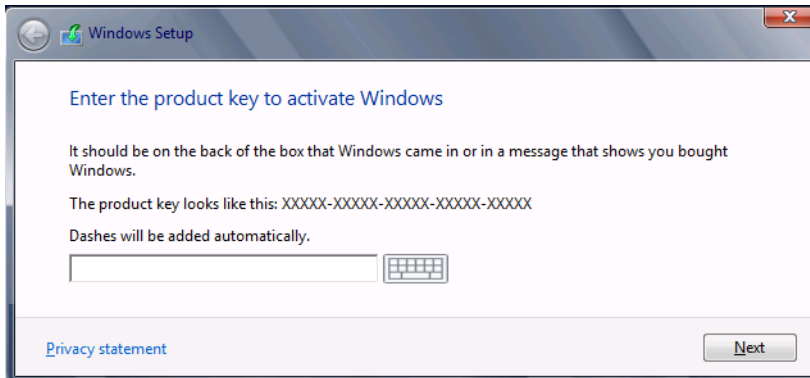 Windows Setup
Enter the product key to activate Windows
It should be on the back of the box that Windows came in or in a message that shows you bought
Windows.
The product key looks like this: XXXXX-XXXXX-XXXXX-XXXXX-XXXXX
Dashes will be added automatically.
Privacy statement
Next